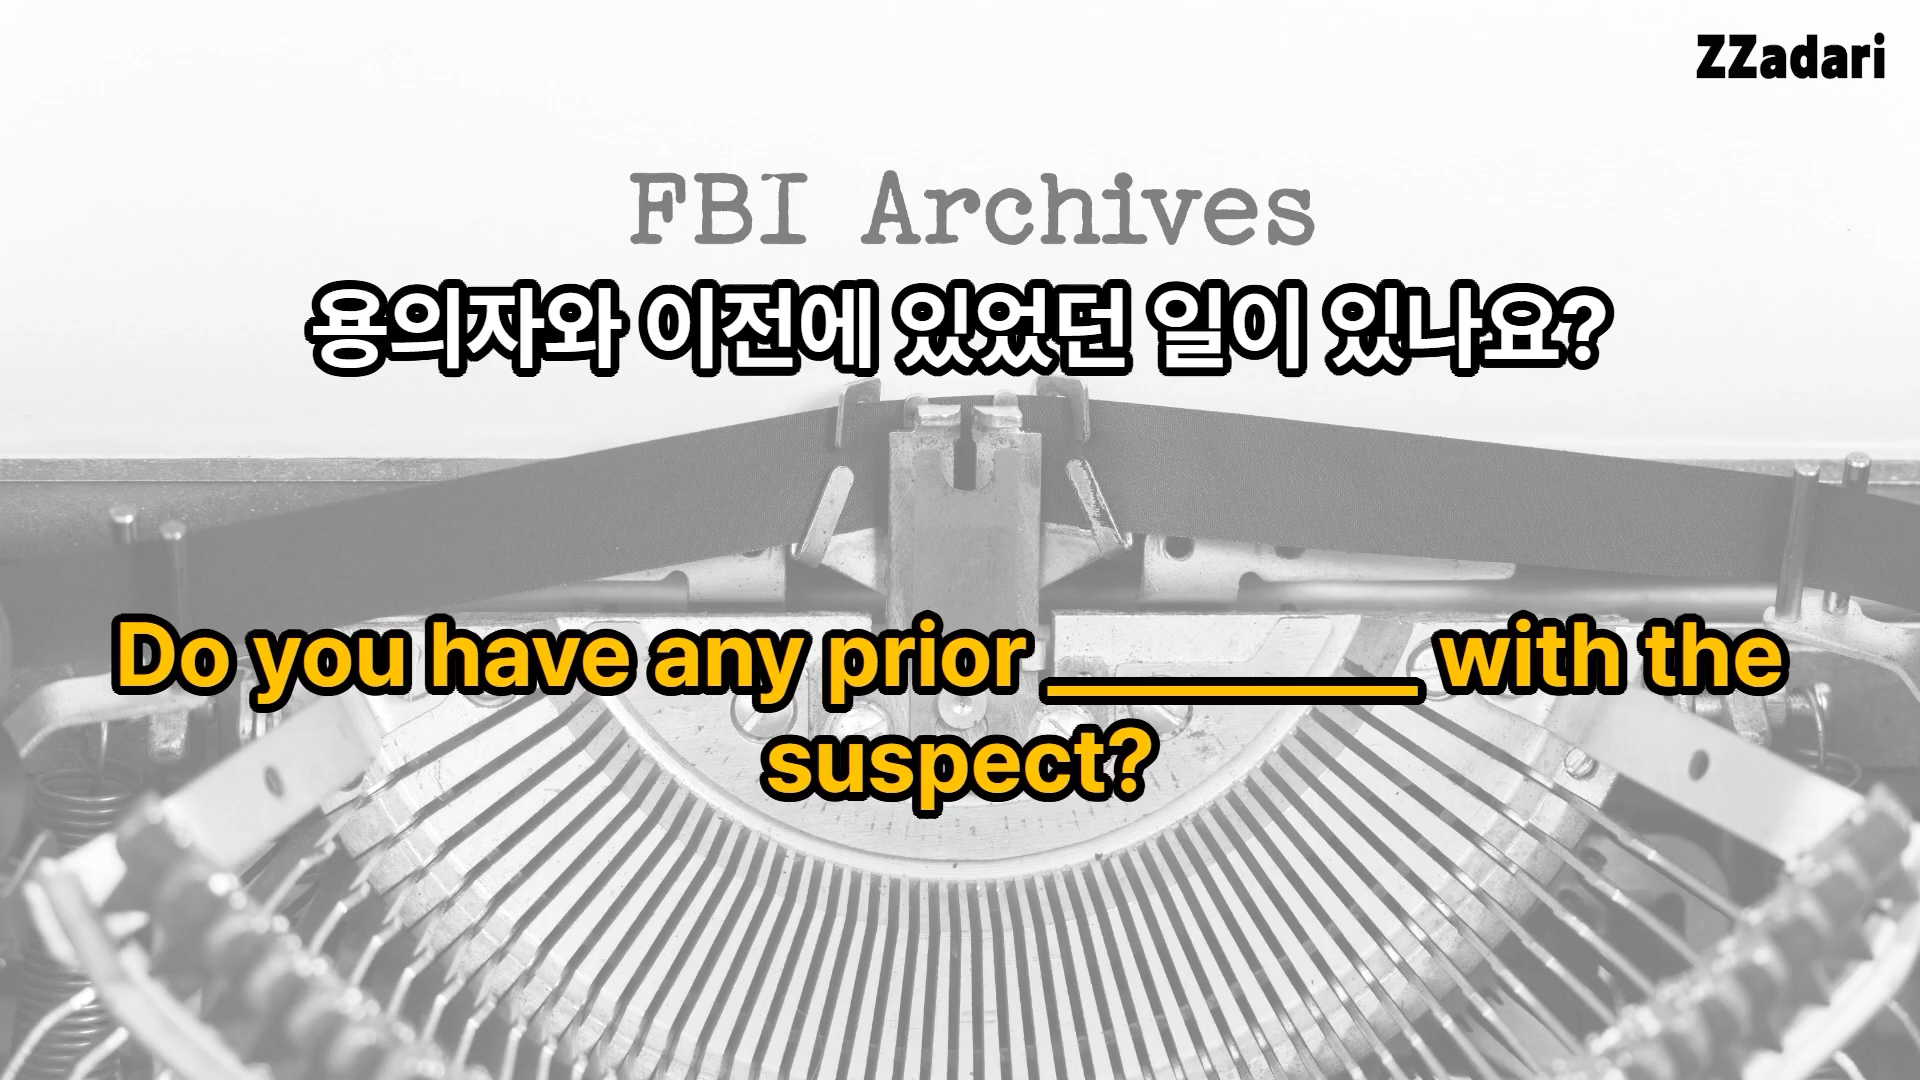 ZZadari
FBI Archives
용의자와 이전에 있었던 일이 있나요?
Do you have any prior ________ with the
suspect?